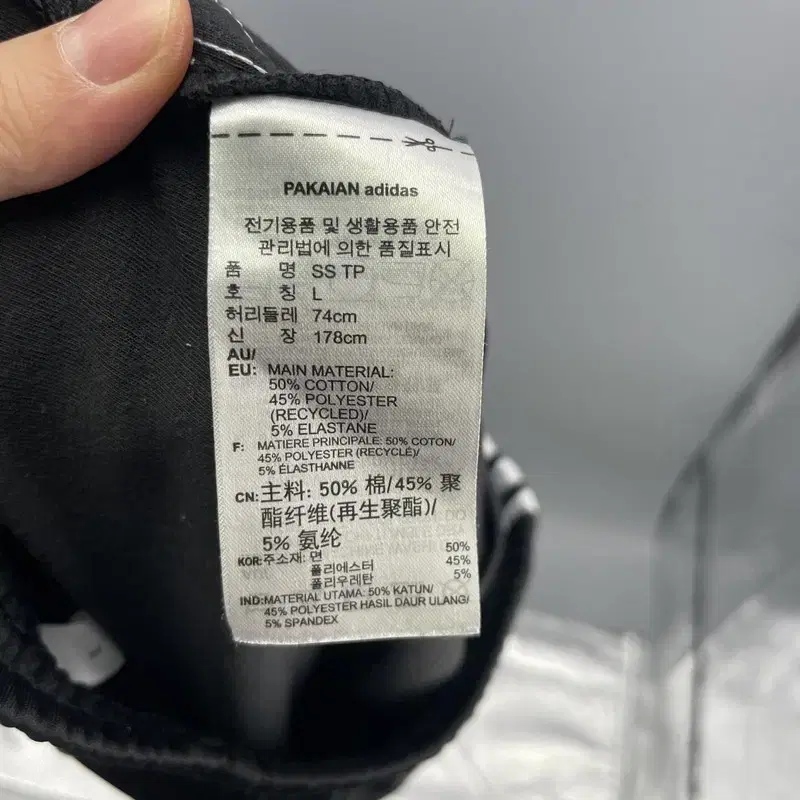 PAKAIAN adidas
전기용품 및 생활용품 안전
관리법에 의한 품질표시
품 명 SS TP
호 칭 L
허리둘레 74cm
신 장 178cm
AU/
EU: MAIN MATERIAL:
50% COTTON/
45% POLYESTER
(RECYCLED)/
5% ELASTANE
F: MATIERE PRINCIPALE: 50% COTON/
45% POLYESTER (RECYCLÉ)/
5% ÉLASTHANNE
CN: 主料: 50% 棉/45% 聚
酯纤维(再生聚酯)/
5% 氨纶
KOR: 주소재: 면 50%
폴리에스터 45%
폴리우레탄 5%
IND: MATERIAL UTAMA: 50% KATUN/
45% POLYESTER HASIL DAUR ULANG/
5% SPANDEX